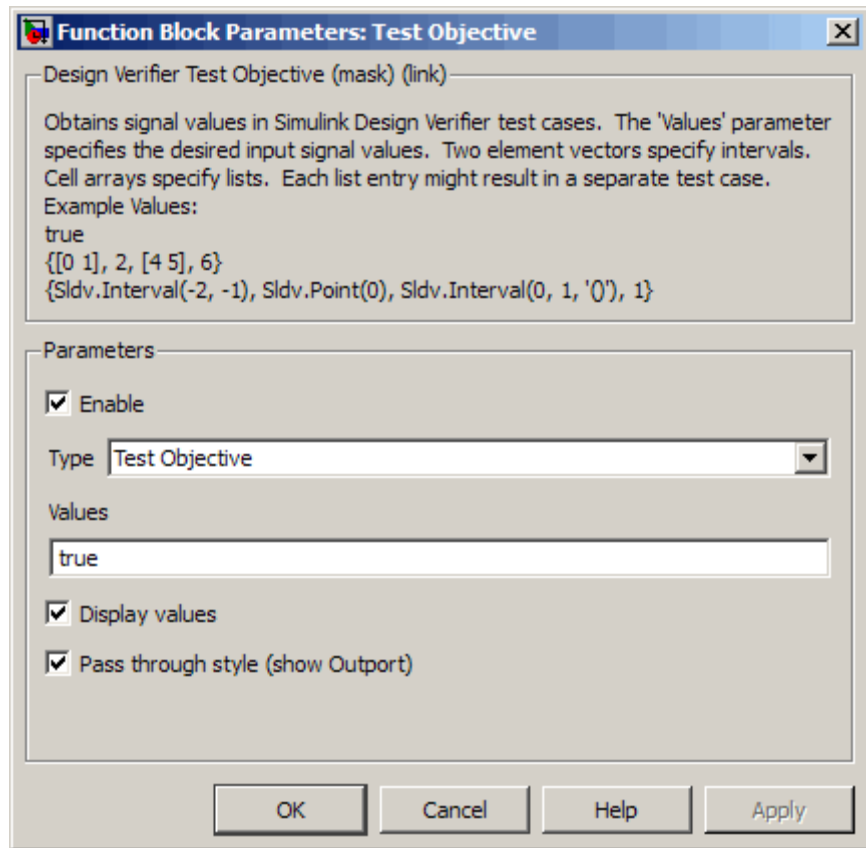 Function Block Parameters: Test Objective
Design Verifier Test Objective (mask) (link)
Obtains signal values in Simulink Design Verifier test cases.  The 'Values' parameter
specifies the desired input signal values.  Two element vectors specify intervals.
Cell arrays specify lists.  Each list entry might result in a separate test case.
Example Values:
true
{[0 1], 2, [4 5], 6}
{Sldv.Interval(-2, -1), Sldv.Point(0), Sldv.Interval(0, 1, '()'), 1}
Parameters
Enable
Type Test Objective
Values
true
Display values
Pass through style (show Outport)
OK Cancel Help Apply